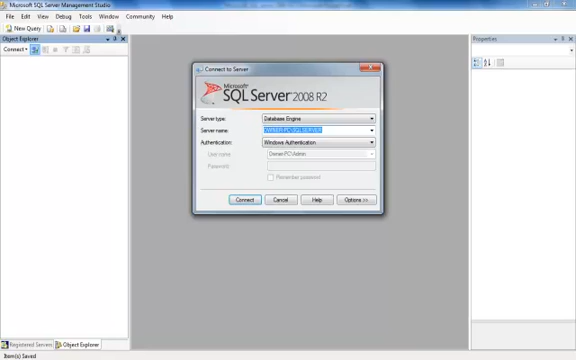 Microsoft SQL Server Management Studio
File Edit View Debug Tools Window Community Help
New Query
Object Explorer
Properties
Connect
Connect to Server
Microsoft
SQL Server 2008 R2
Server type: Database Engine
Server name:
Authentication: Windows Authentication
User name:
Password:
Remember password
Connect Cancel Help Options >>
Registered Servers Object Explorer
Item(s) Saved